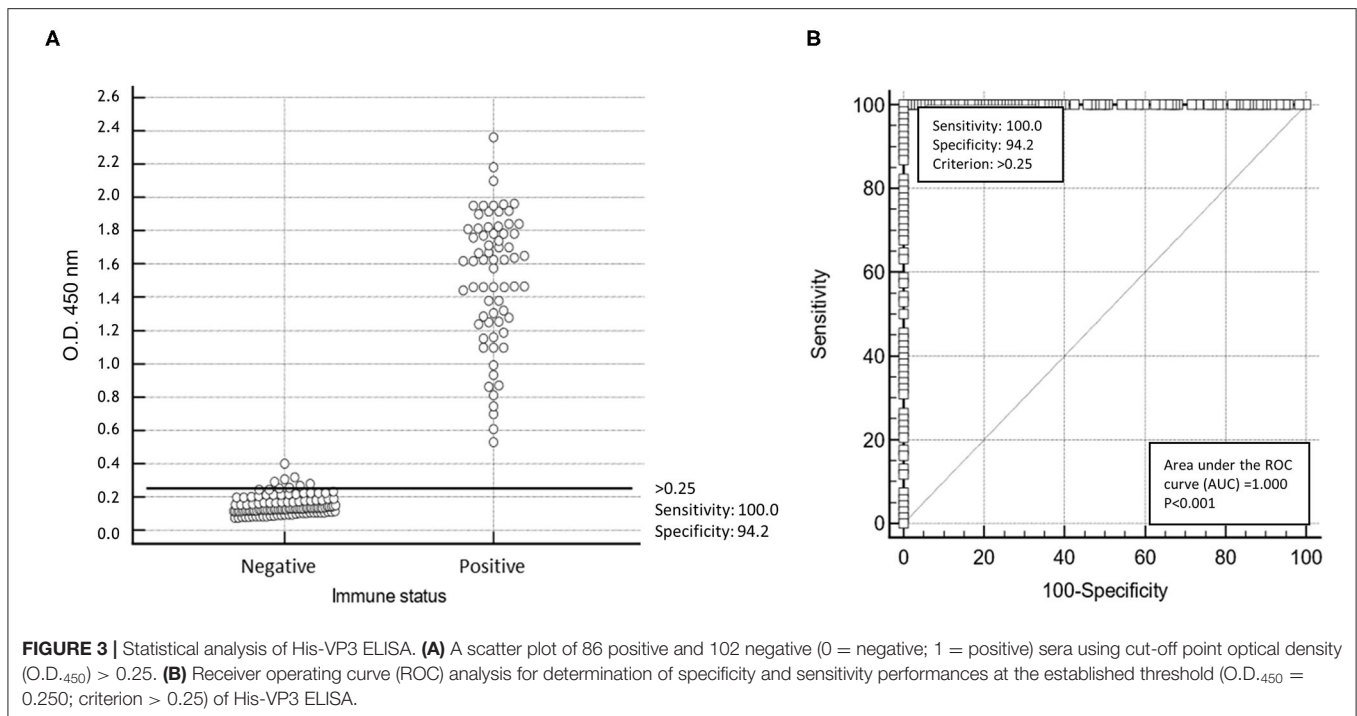 A
2.6
2.4
2.2
2.0
1.8
1.6
1.4
1.2
1.0
0.8
0.6
0.4
0.2
0.0
O.D. 450 nm
>0.25
Sensitivity: 100.0
Specificity: 94.2
Negative Positive
Immune status
B
100
80
60
40
20
0
Sensitivity
Sensitivity: 100.0
Specificity: 94.2
Criterion: >0.25
Area under the ROC
curve (AUC) =1.000
P<0.001
0 20 40 60 80 100
100-Specificity
FIGURE 3 | Statistical analysis of His-VP3 ELISA. (A) A scatter plot of 86 positive and 102 negative (0 = negative; 1 = positive) sera using cut-off point optical density
(O.D.450) > 0.25. (B) Receiver operating curve (ROC) analysis for determination of specificity and sensitivity performances at the established threshold (O.D.450 =
0.250; criterion > 0.25) of His-VP3 ELISA.